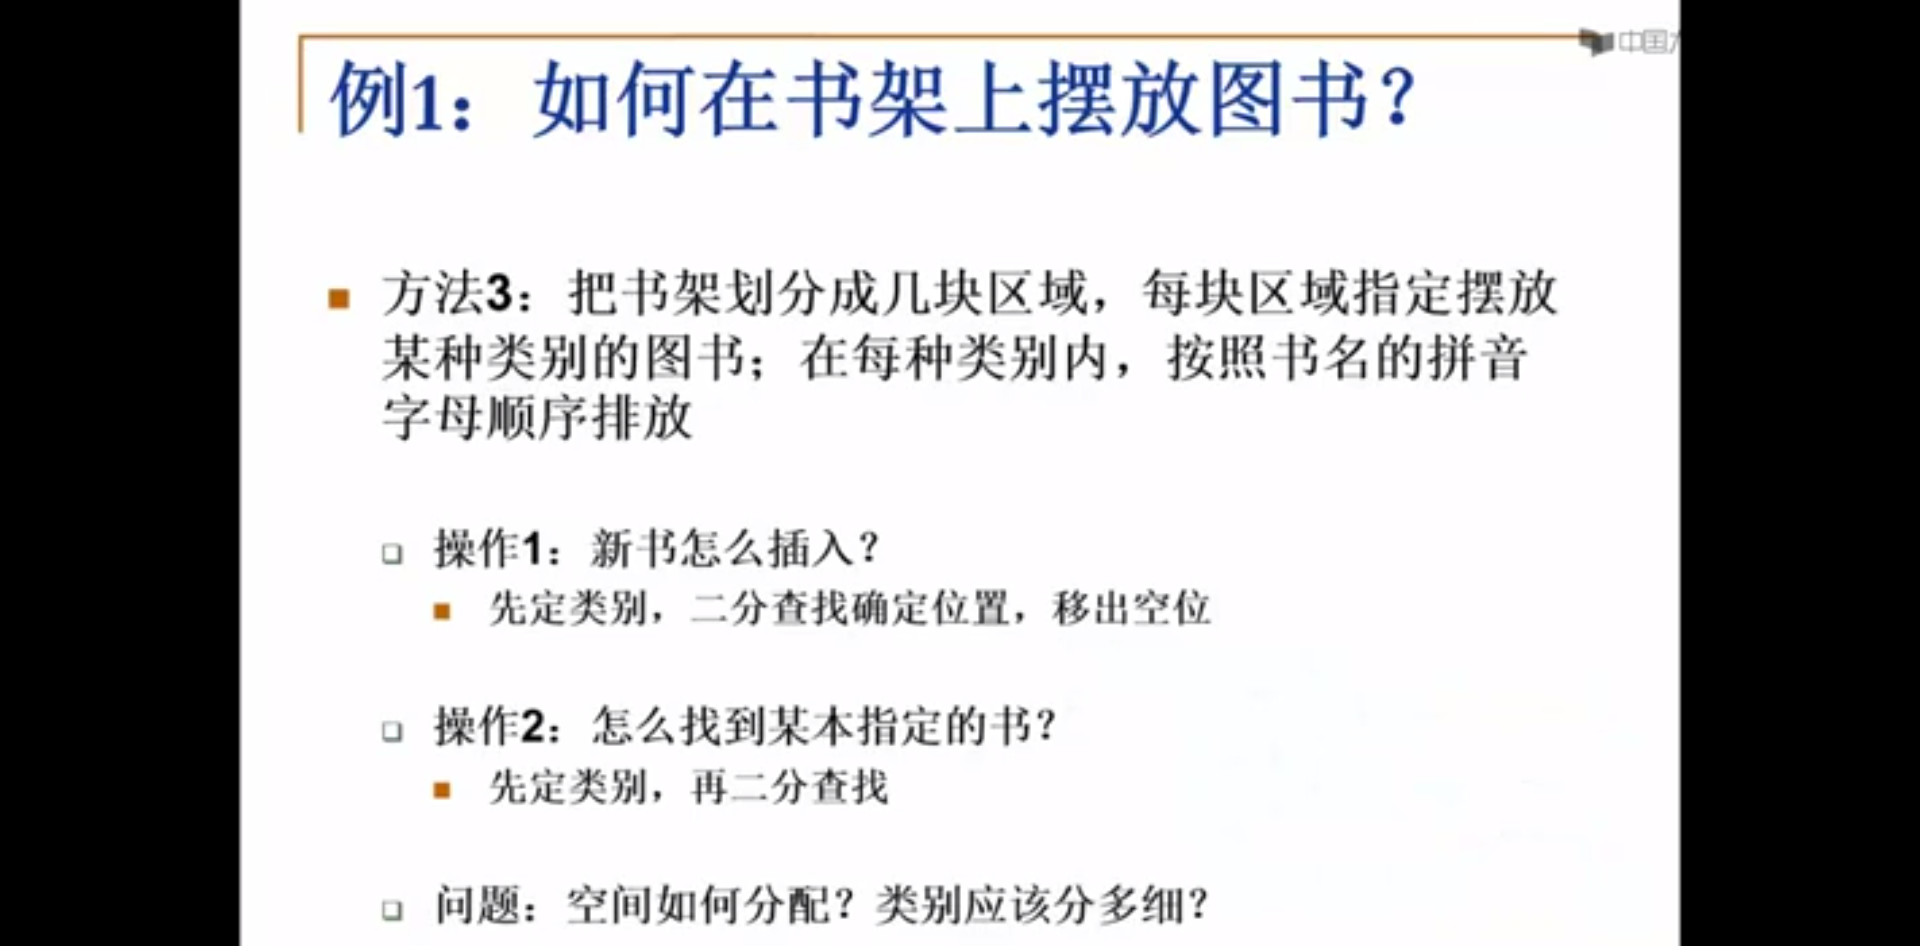 中国大
例1：如何在书架上摆放图书？
方法3：把书架划分成几块区域，每块区域指定摆放
某种类别的图书；在每种类别内，按照书名的拼音
字母顺序排放
操作1：新书怎么插入？
先定类别，二分查找确定位置，移出空位
操作2：怎么找到某本指定的书？
先定类别，再二分查找
问题：空间如何分配？类别应该分多细？